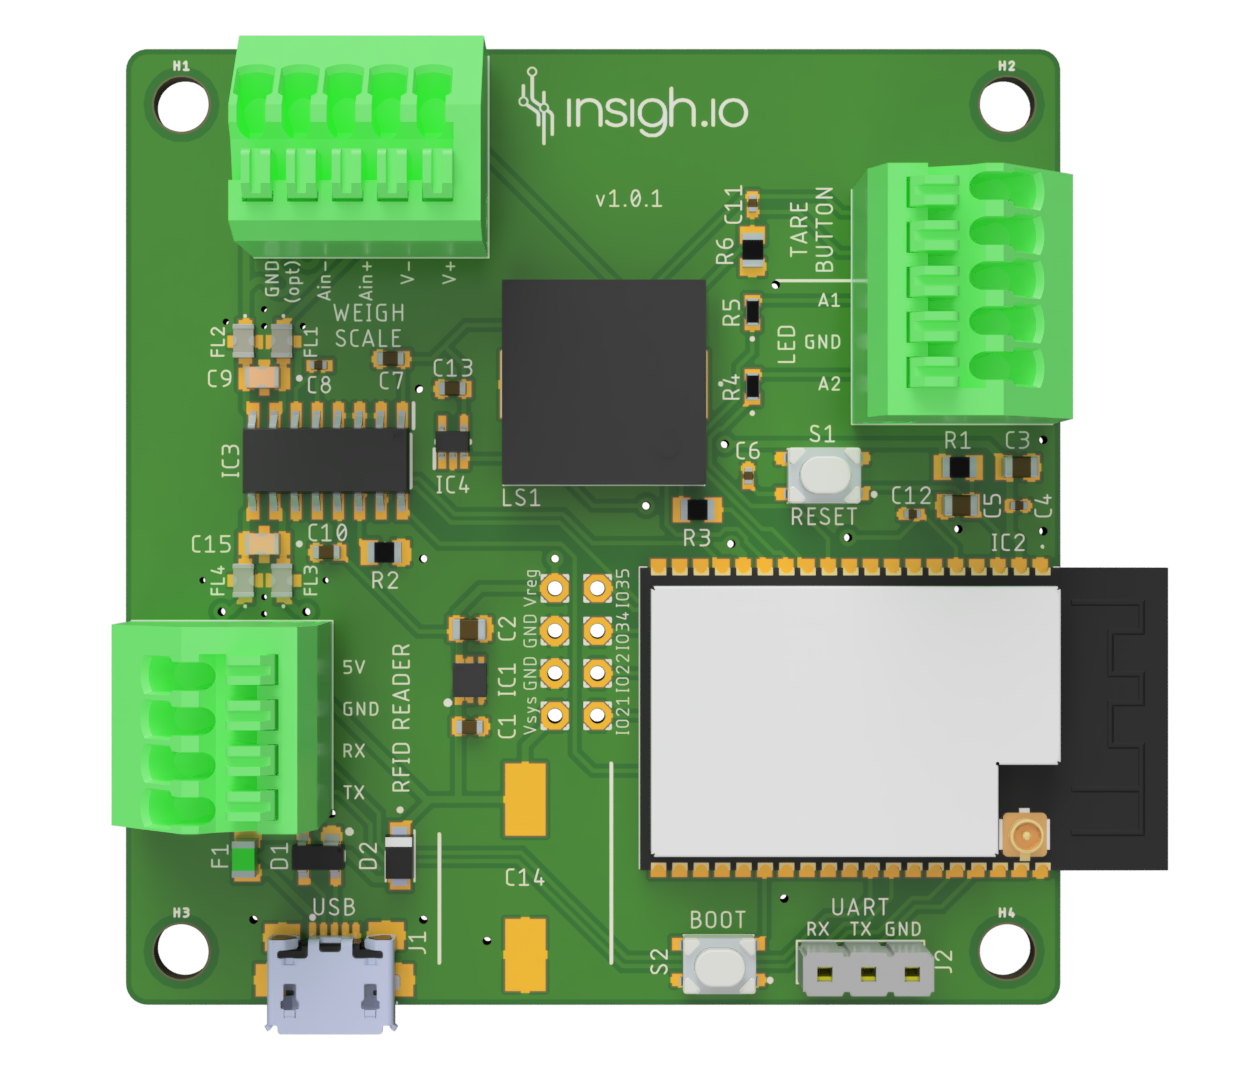 H1
H2
insigh.io
v1.0.1
C11
TARE
BUTTON
R6
GND
(opt)
Ain-
Ain+
V-
V+
WEIGH
SCALE
R5
A1
LED
GND
A2
R4
FL2
FL1
C9
C8
C7
C13
IC3
IC4
LS1
C6
S1
RESET
R1
C3
C12
C5
C4
R3
IC2
C15
C10
R2
FL4
FL3
Vreg
IO35
GND
IO34
GND
IO22
Vsys
IO21
C2
IC1
C1
5V
GND
RX
TX
RFID READER
F1
D1
D2
C14
USB
J1
BOOT
S2
UART
RX TX GND
J2
H3
H4